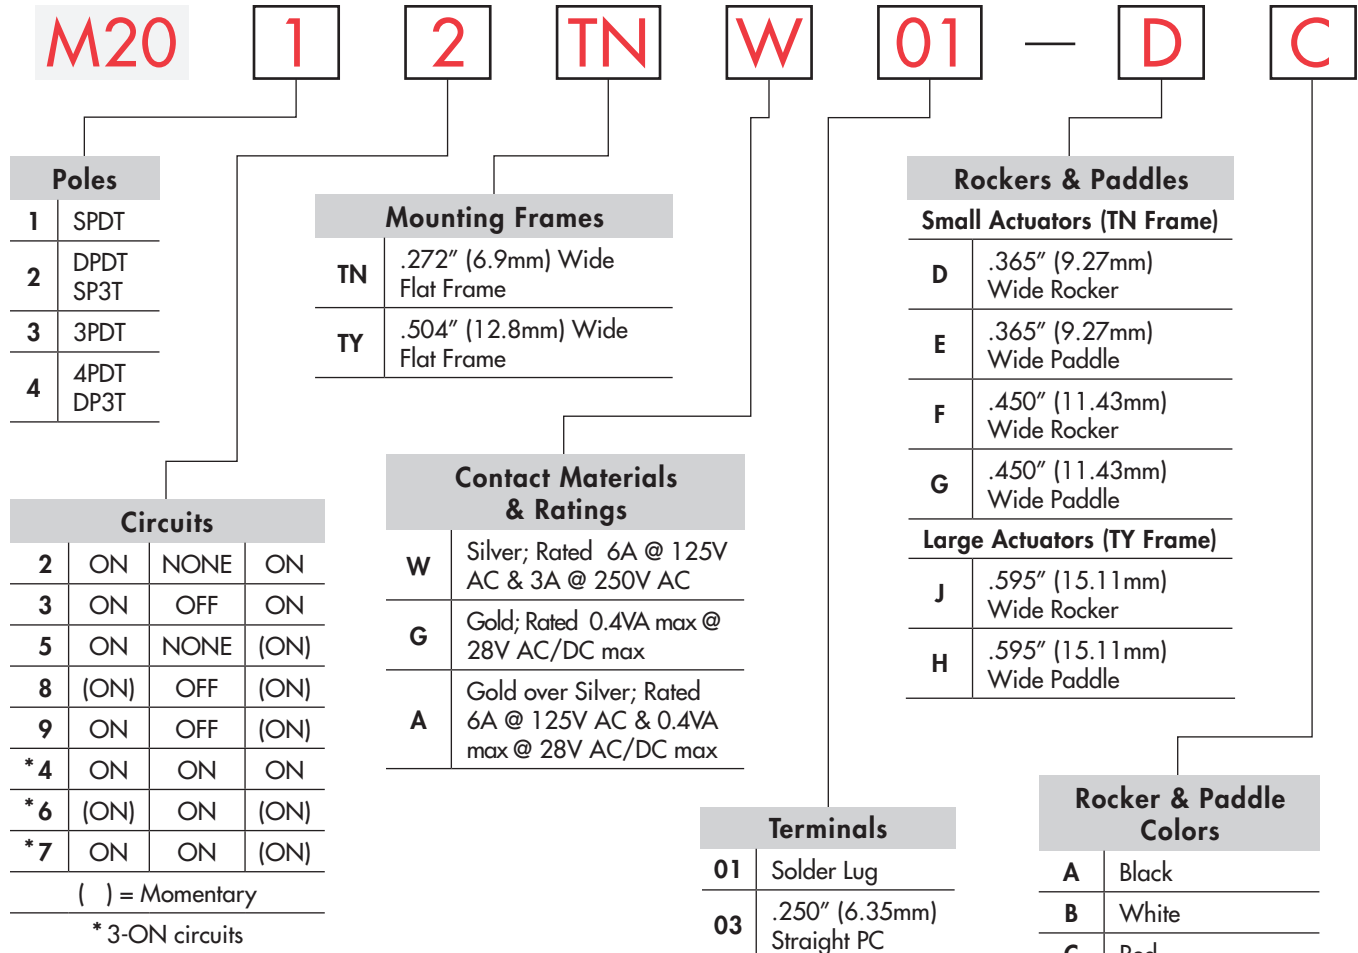 M20 1 2 TN W 01 — D C
Poles
1 SPDT
2 DPDT
SP3T
3 3PDT
4 4PDT
DP3T
Circuits
2 ON NONE ON
3 ON OFF ON
5 ON NONE (ON)
8 (ON) OFF (ON)
9 ON OFF (ON)
*4 ON ON ON
*6 (ON) ON (ON)
*7 ON ON (ON)
( ) = Momentary
* 3-ON circuits
Mounting Frames
TN .272" (6.9mm) Wide
Flat Frame
TY .504" (12.8mm) Wide
Flat Frame
Contact Materials
& Ratings
W Silver; Rated 6A @ 125V
AC & 3A @ 250V AC
G Gold; Rated 0.4VA max @
28V AC/DC max
A Gold over Silver; Rated
6A @ 125V AC & 0.4VA
max @ 28V AC/DC max
Terminals
01 Solder Lug
03 .250" (6.35mm)
Straight PC
Rockers & Paddles
Small Actuators (TN Frame)
D .365" (9.27mm)
Wide Rocker
E .365" (9.27mm)
Wide Paddle
F .450" (11.43mm)
Wide Rocker
G .450" (11.43mm)
Wide Paddle
Large Actuators (TY Frame)
J .595" (15.11mm)
Wide Rocker
H .595" (15.11mm)
Wide Paddle
Rocker & Paddle
Colors
A Black
B White
C Red